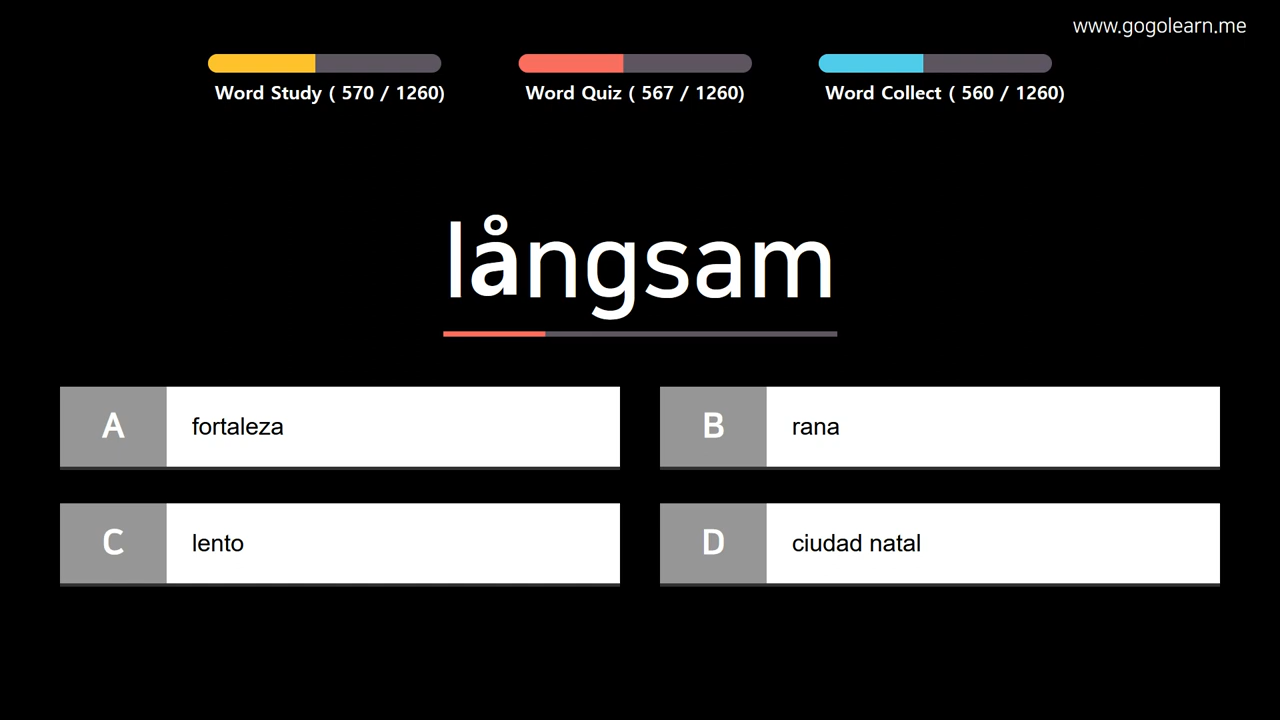 www.gogolearn.me
Word Study ( 570 / 1260)
Word Quiz ( 567 / 1260)
Word Collect ( 560 / 1260)
långsam
A fortaleza
B rana
C lento
D ciudad natal